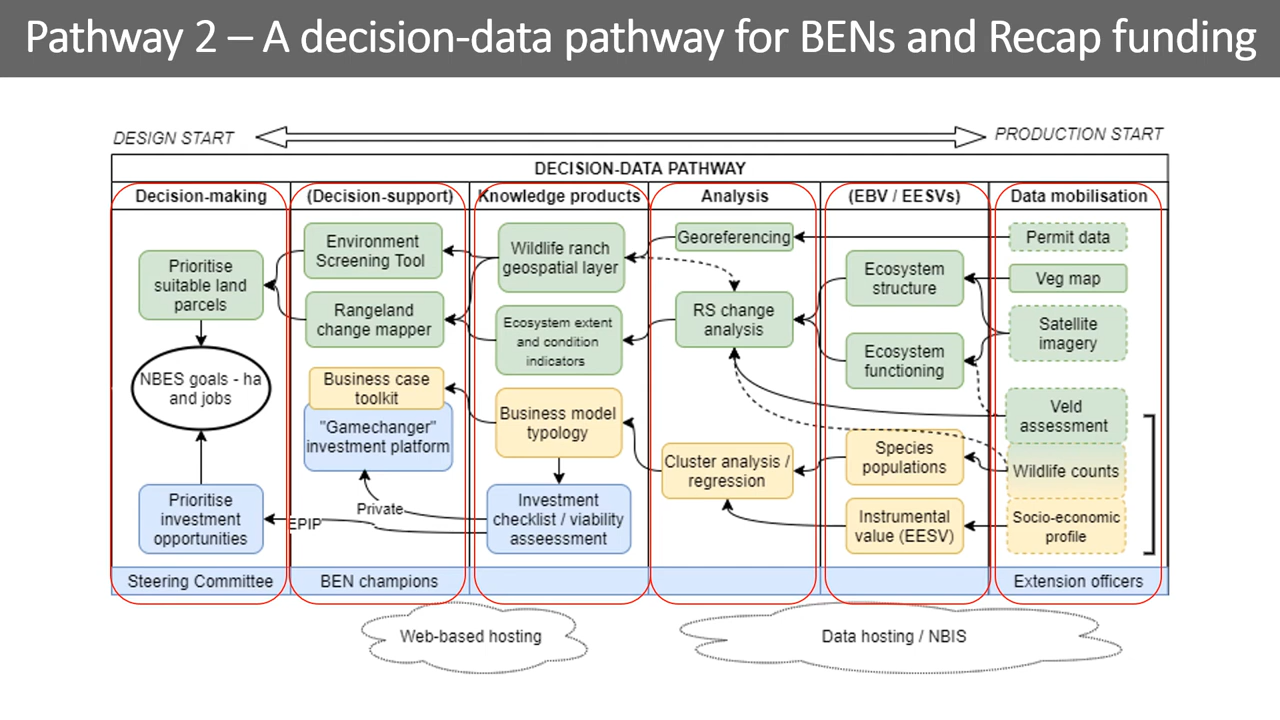 Pathway 2 – A decision-data pathway for BENs and Recap funding
DESIGN START
PRODUCTION START
DECISION-DATA PATHWAY
Decision-making
(Decision-support)
Knowledge products
Analysis
(EBV / EESVs)
Data mobilisation
Prioritise
suitable land
parcels
NBES goals - ha
and jobs
Prioritise
investment
opportunities
Steering Committee
Environment
Screening Tool
Rangeland
change mapper
Business case
toolkit
"Gamechanger"
investment platform
Private
EPIP
BEN champions
Wildlife ranch
geospatial layer
Ecosystem extent
and condition
indicators
Business model
typology
Investment
checklist / viability
asseessment
Georeferencing
RS change
analysis
Cluster analysis /
regression
Ecosystem
structure
Ecosystem
functioning
Species
populations
Instrumental
value (EESV)
Permit data
Veg map
Satellite
imagery
Veld
assessment
Wildlife counts
Socio-economic
profile
Extension officers
Web-based hosting
Data hosting / NBIS